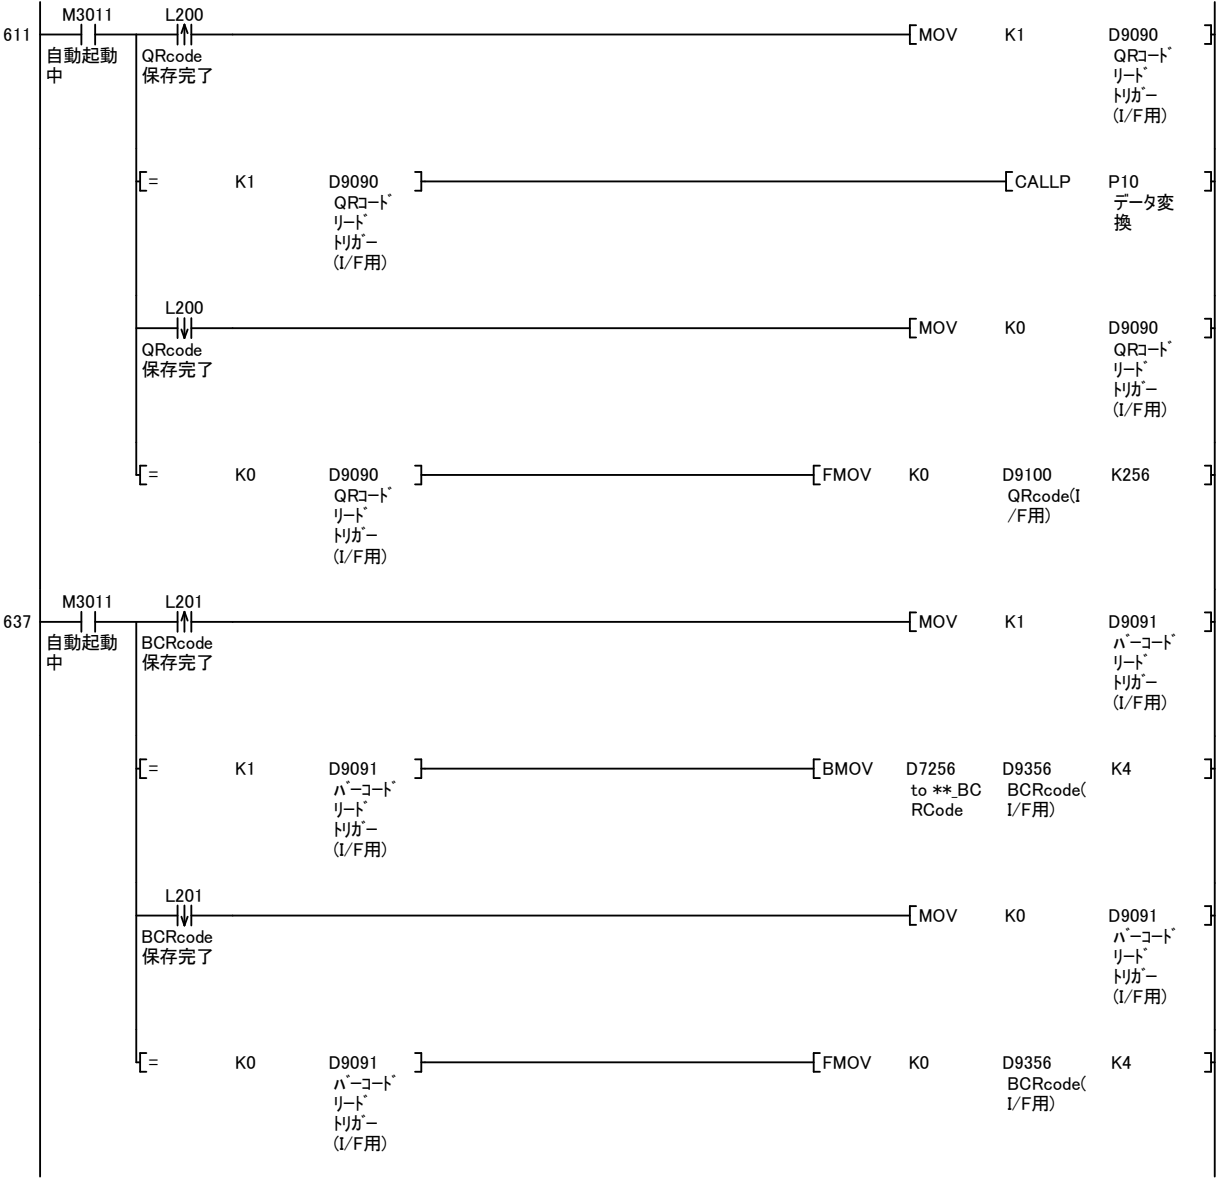 M3011 L200
611 MOV K1 D9090
自動起動 QRcode QRコード
中 保存完了 リード
トリガー
(I/F用)
= K1 D9090 CALLP P10
QRコード データ変
リード 換
トリガー
(I/F用)
L200
MOV K0 D9090
QRcode QRコード
保存完了 リード
トリガー
(I/F用)
= K0 D9090 FMOV K0 D9100 K256
QRコード QRcode(I
リード /F用)
トリガー
(I/F用)
M3011 L201
637 MOV K1 D9091
自動起動 BCRcode バーコード
中 保存完了 リード
トリガー
(I/F用)
= K1 D9091 BMOV D7256 D9356 K4
バーコード to **_BC BCRcode(
リード RCode I/F用)
トリガー
(I/F用)
L201
MOV K0 D9091
BCRcode バーコード
保存完了 リード
トリガー
(I/F用)
= K0 D9091 FMOV K0 D9356 K4
バーコード BCRcode(
リード I/F用)
トリガー
(I/F用)